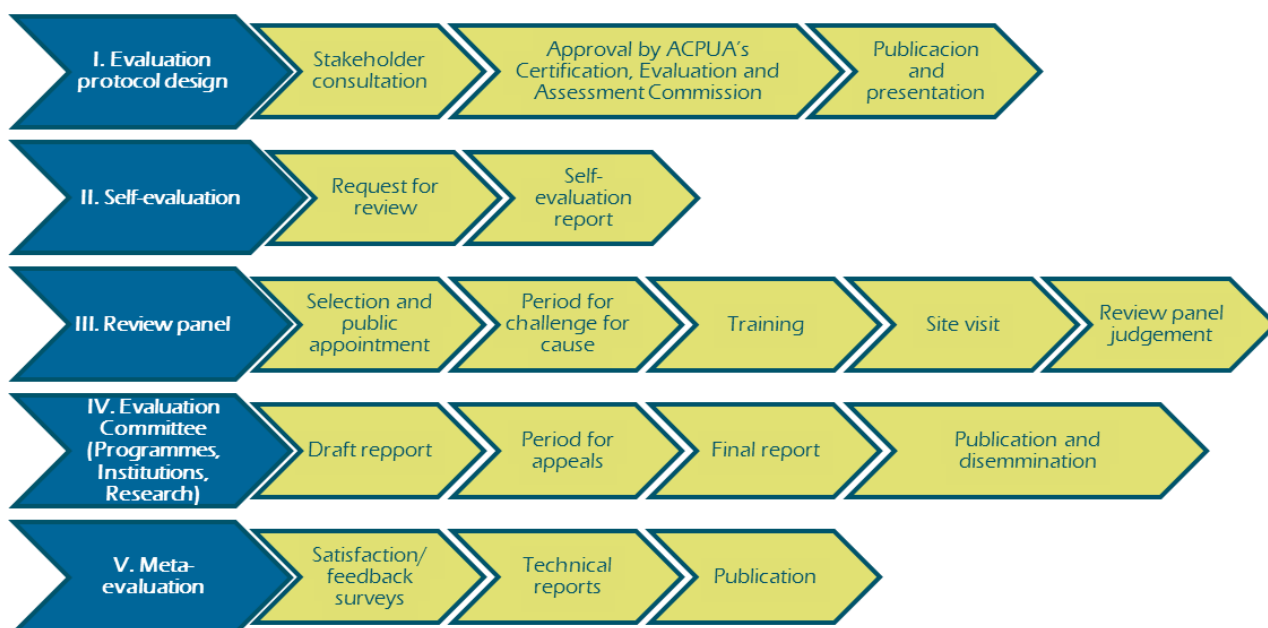 I. Evaluation
protocol design
Stakeholder
consultation
Approval by ACPUA's
Certification, Evaluation and
Assessment Commission
Publicacion
and
presentation
II. Self-evaluation
Request for
review
Self-
evaluation
report
III. Review panel
Selection and
public
appointment
Period for
challenge for
cause
Training
Site visit
Review panel
judgement
IV. Evaluation
Committee
(Programmes,
Institutions,
Research)
Draft repport
Period for
appeals
Final report
Publication and
disemmination
V. Meta-
evaluation
Satisfaction/
feedback
surveys
Technical
reports
Publication